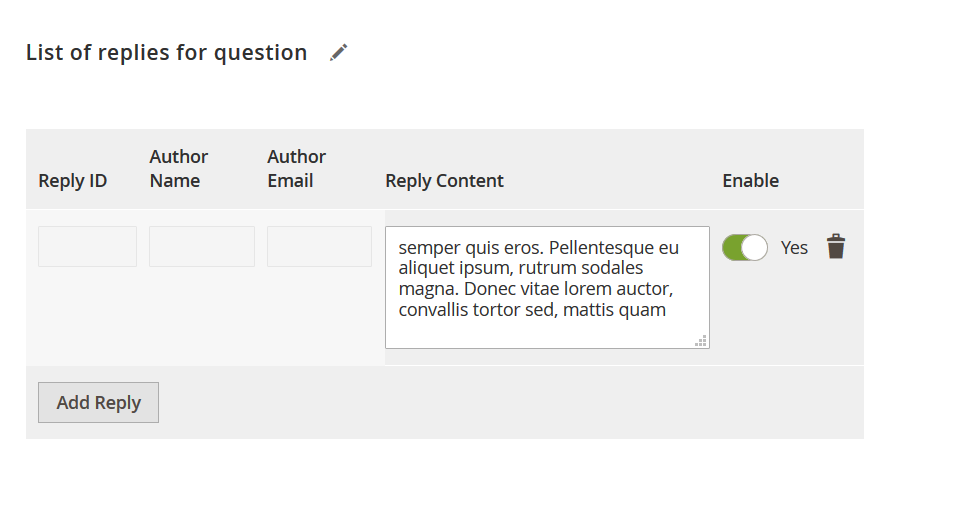 List of replies for question
Reply ID
Author
Name
Author
Email
Reply Content
Enable
semper quis eros. Pellentesque eu
aliquet ipsum, rutrum sodales
magna. Donec vitae lorem auctor,
convallis tortor sed, mattis quam
Yes
Add Reply